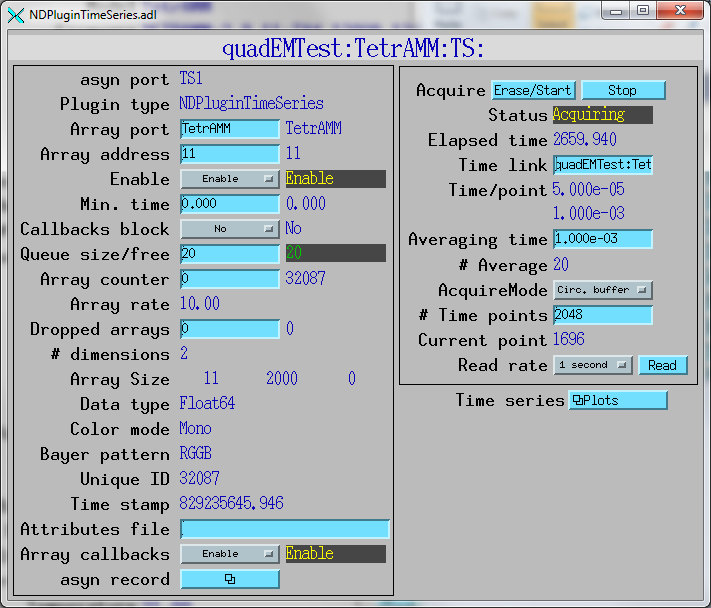 NDPluginTimeSeries.adl
quadEMTest:TetrAMM:TS:
asyn port TS1
Plugin type NDPluginTimeSeries
Array port TetrAMM TetrAMM
Array address 11 11
Enable Enable Enable
Min. time 0.000 0.000
Callbacks block No No
Queue size/free 20 20
Array counter 0 32087
Array rate 10.00
Dropped arrays 0 0
# dimensions 2
Array Size 11 2000 0
Data type Float64
Color mode Mono
Bayer pattern RGGB
Unique ID 32087
Time stamp 829235645.946
Attributes file
Array callbacks Enable Enable
asyn record
Acquire Erase/Start Stop
Status Acquiring
Elapsed time 2659.940
Time link quadEMTest:Tet
Time/point 5.000e-05
1.000e-03
Averaging time 1.000e-03
# Average 20
AcquireMode Circ. buffer
# Time points 2048
Current point 1696
Read rate 1 second Read
Time series Plots